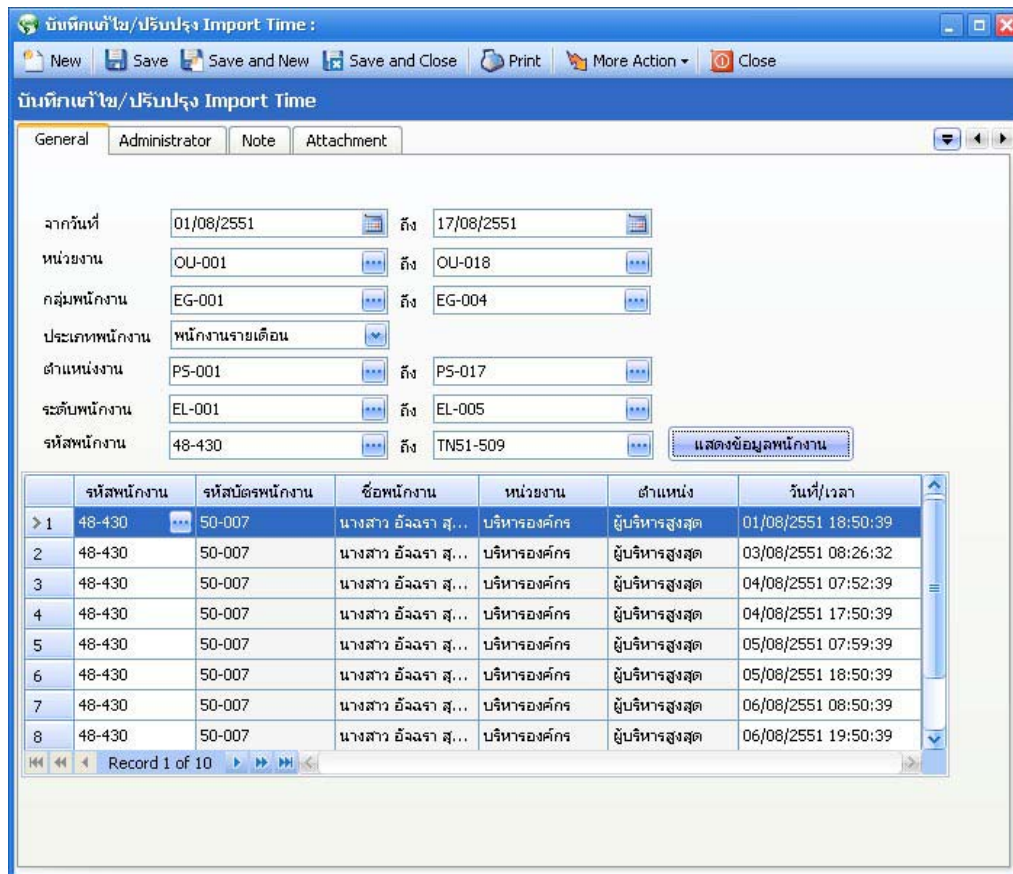 บันทึกแก้ไข/ปรับปรุง Import Time :
New Save Save and New Save and Close Print More Action Close
บันทึกแก้ไข/ปรับปรุง Import Time
General Administrator Note Attachment
จากวันที่ 01/08/2551 ถึง 17/08/2551
หน่วยงาน OU-001 ถึง OU-018
กลุ่มพนักงาน EG-001 ถึง EG-004
ประเภทพนักงาน พนักงานรายเดือน
ตำแหน่งงาน PS-001 ถึง PS-017
ระดับพนักงาน EL-001 ถึง EL-005
รหัสพนักงาน 48-430 ถึง TN51-509 แสดงข้อมูลพนักงาน
รหัสพนักงาน รหัสบัตรพนักงาน ชื่อพนักงาน หน่วยงาน ตำแหน่ง วันที่/เวลา
1 48-430 50-007 นางสาว อัจฉรา สุ... บริหารองค์กร ผู้บริหารสูงสุด 01/08/2551 18:50:39
2 48-430 50-007 นางสาว อัจฉรา สุ... บริหารองค์กร ผู้บริหารสูงสุด 03/08/2551 08:26:32
3 48-430 50-007 นางสาว อัจฉรา สุ... บริหารองค์กร ผู้บริหารสูงสุด 04/08/2551 07:52:39
4 48-430 50-007 นางสาว อัจฉรา สุ... บริหารองค์กร ผู้บริหารสูงสุด 04/08/2551 17:50:39
5 48-430 50-007 นางสาว อัจฉรา สุ... บริหารองค์กร ผู้บริหารสูงสุด 05/08/2551 07:59:39
6 48-430 50-007 นางสาว อัจฉรา สุ... บริหารองค์กร ผู้บริหารสูงสุด 05/08/2551 18:50:39
7 48-430 50-007 นางสาว อัจฉรา สุ... บริหารองค์กร ผู้บริหารสูงสุด 06/08/2551 08:50:39
8 48-430 50-007 นางสาว อัจฉรา สุ... บริหารองค์กร ผู้บริหารสูงสุด 06/08/2551 19:50:39
Record 1 of 10